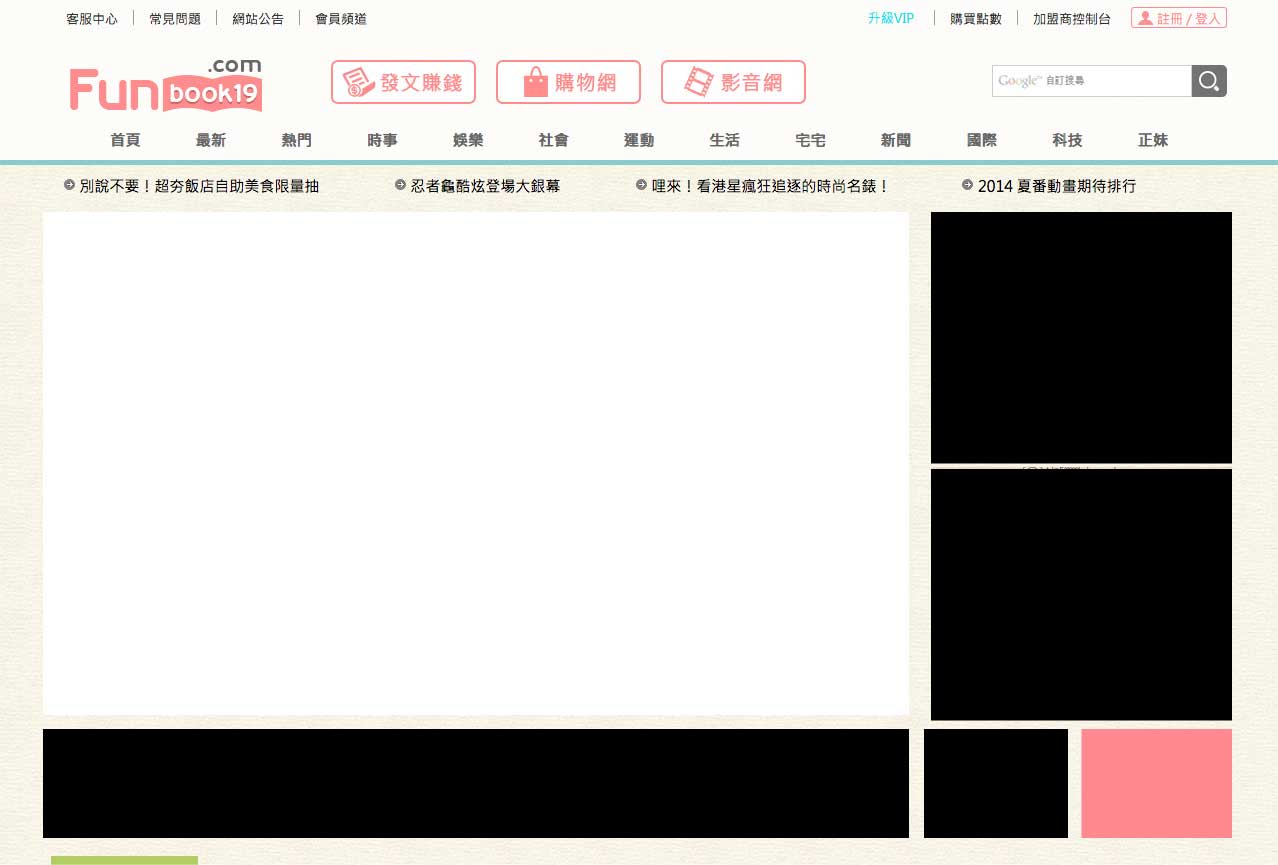 客服中心 常見問題 網站公告 會員頻道 升級VIP 購買點數 加盟商控制台 註冊 / 登入
Fun book19 .com
發文賺錢 購物網 影音網 Google™ 自訂搜尋
首頁 最新 熱門 時事 娛樂 社會 運動 生活 宅宅 新聞 國際 科技 正妹
別說不要！超夯飯店自助美食限量抽 忍者龜酷炫登場大銀幕 哩來！看港星瘋狂追逐的時尚名錶！ 2014 夏番動畫期待排行